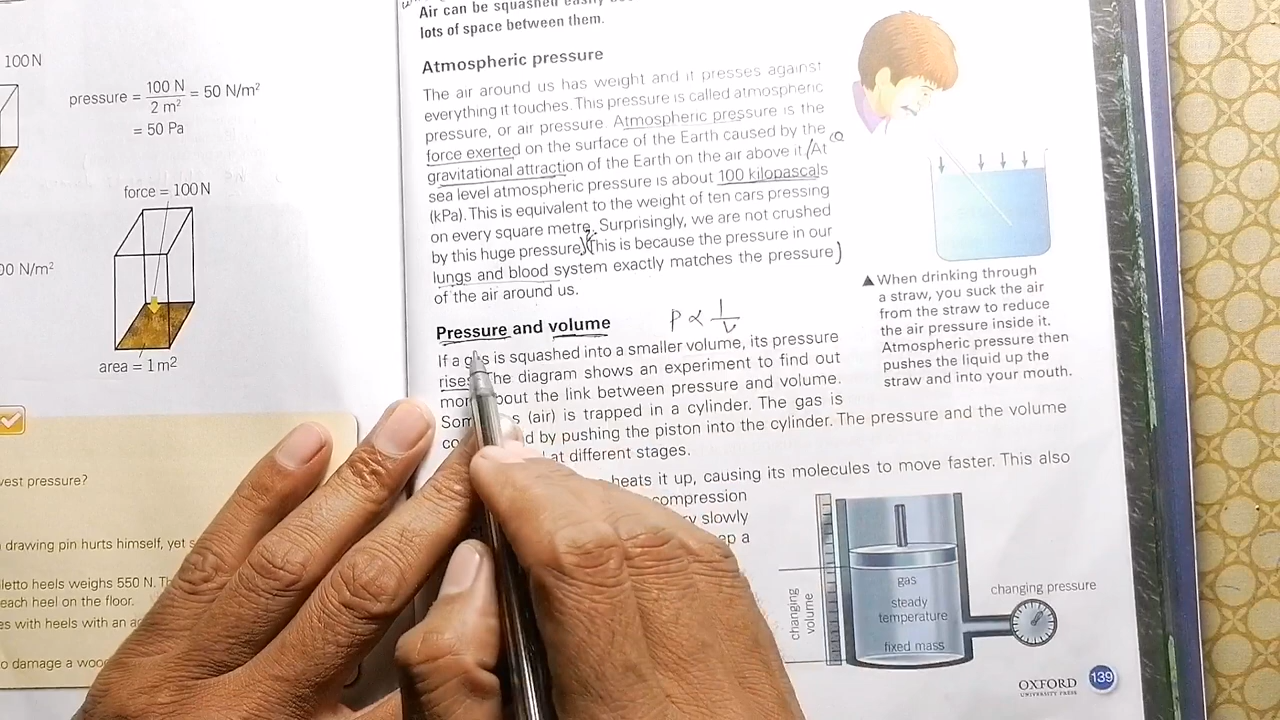 100 N
pressure = 100 N / 2 m² = 50 N/m²
= 50 Pa
force = 100 N
00 N/m²
area = 1 m²
vest pressure?
drawing pin hurts himself, yet
letto heels weighs 550 N.
each heel on the floor.
es with heels with an
o damage a
Air can be squashed easily
lots of space between them.
Atmospheric pressure
The air around us has weight and it presses against
everything it touches. This pressure is called atmospheric
pressure, or air pressure. Atmospheric pressure is the
force exerted on the surface of the Earth caused by the
gravitational attraction of the Earth on the air above it. At
sea level atmospheric pressure is about 100 kilopascals
(kPa). This is equivalent to the weight of ten cars pressing
on every square metre. Surprisingly, we are not crushed
by this huge pressure. (This is because the pressure in our
lungs and blood system exactly matches the pressure)
of the air around us.
▲ When drinking through
a straw, you suck the air
from the straw to reduce
the air pressure inside it.
Atmospheric pressure then
pushes the liquid up the
straw and into your mouth.
Pressure and volume
P ∝ 1/V
If a gas is squashed into a smaller volume, its pressure
rises. The diagram shows an experiment to find out
more about the link between pressure and volume.
(air) is trapped in a cylinder. The gas is
by pushing the piston into the cylinder. The pressure and the volume
at different stages.
heats it up, causing its molecules to move faster. This also
compression
slowly
a
changing volume
gas
steady
temperature
fixed mass
changing pressure
OXFORD
UNIVERSITY PRESS
139